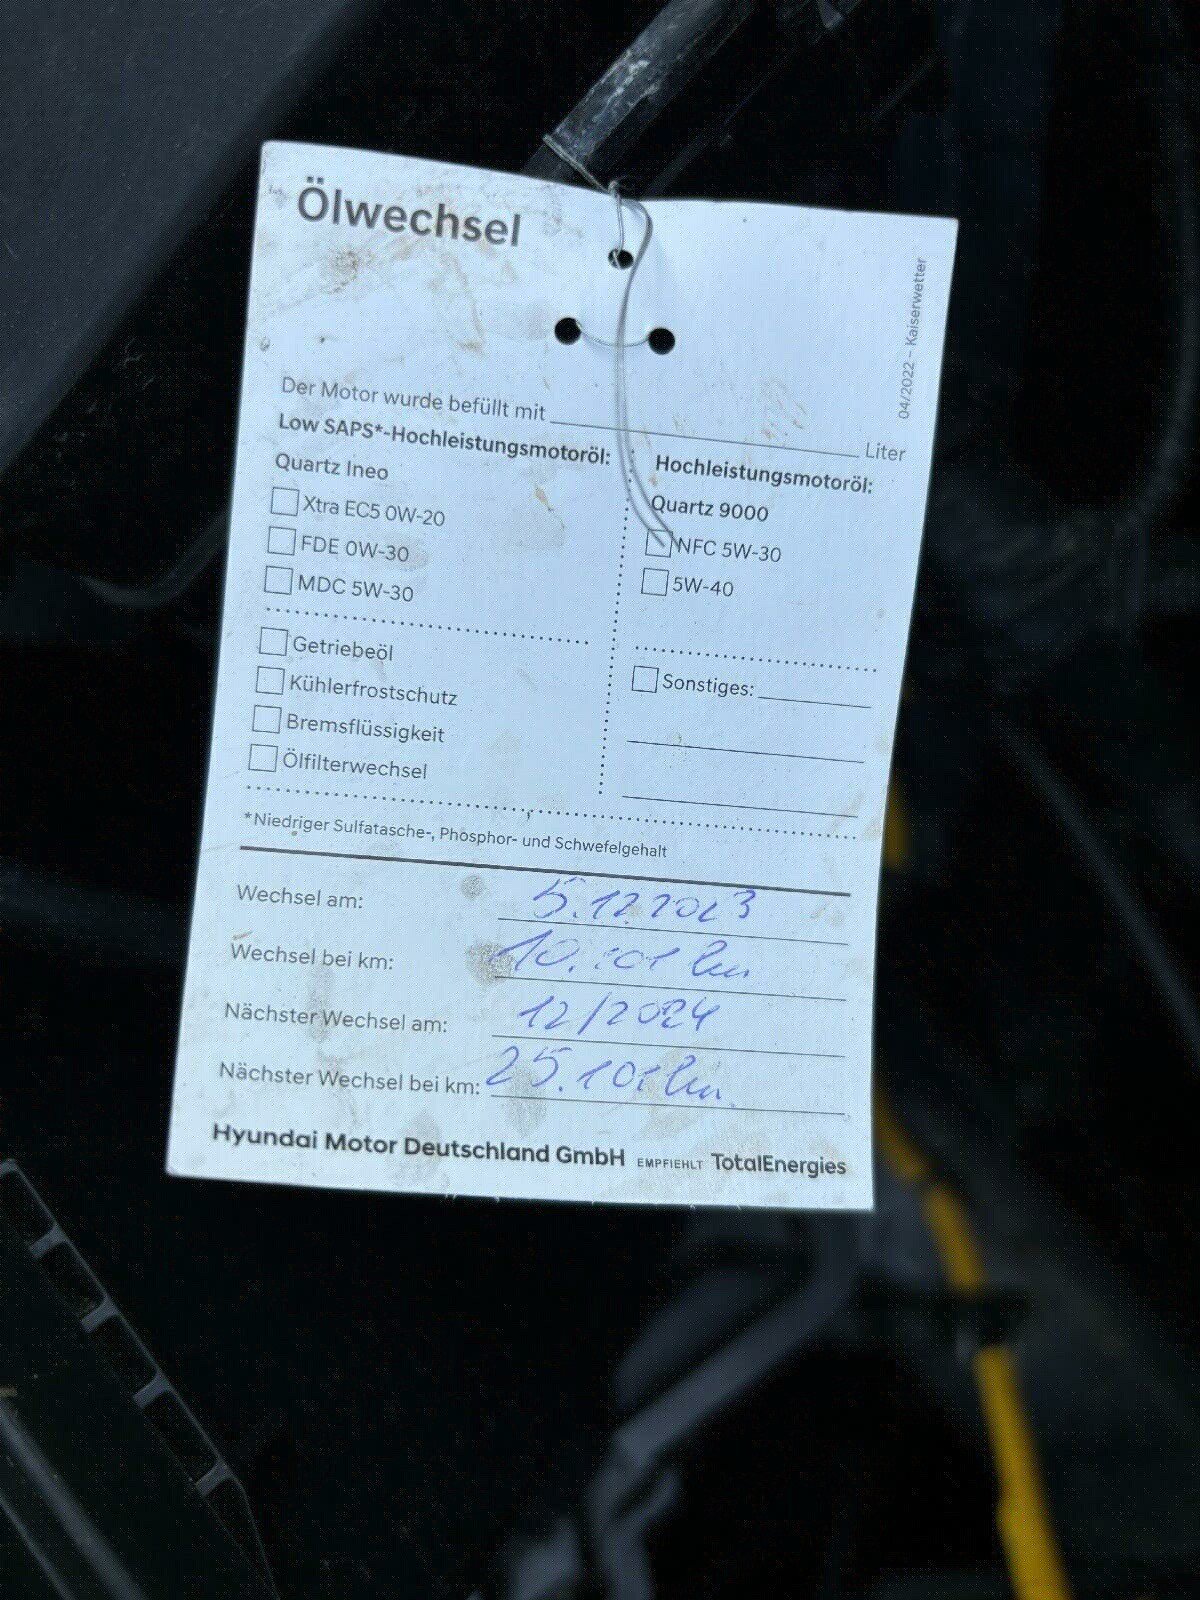 Ölwechsel
04/2022 – Kaiserwetter
Der Motor wurde befüllt mit Liter
Low SAPS*-Hochleistungsmotoröl:
Quartz Ineo
Xtra EC5 0W-20
FDE 0W-30
MDC 5W-30
Hochleistungsmotoröl:
Quartz 9000
NFC 5W-30
5W-40
Getriebeöl
Kühlerfrostschutz
Bremsflüssigkeit
Ölfilterwechsel
Sonstiges:
*Niedriger Sulfatasche-, Phosphor- und Schwefelgehalt
Wechsel am: 5.12.2023
Wechsel bei km: 10.101 km
Nächster Wechsel am: 12/2024
Nächster Wechsel bei km: 25.101 km
Hyundai Motor Deutschland GmbH EMPFIEHLT TotalEnergies